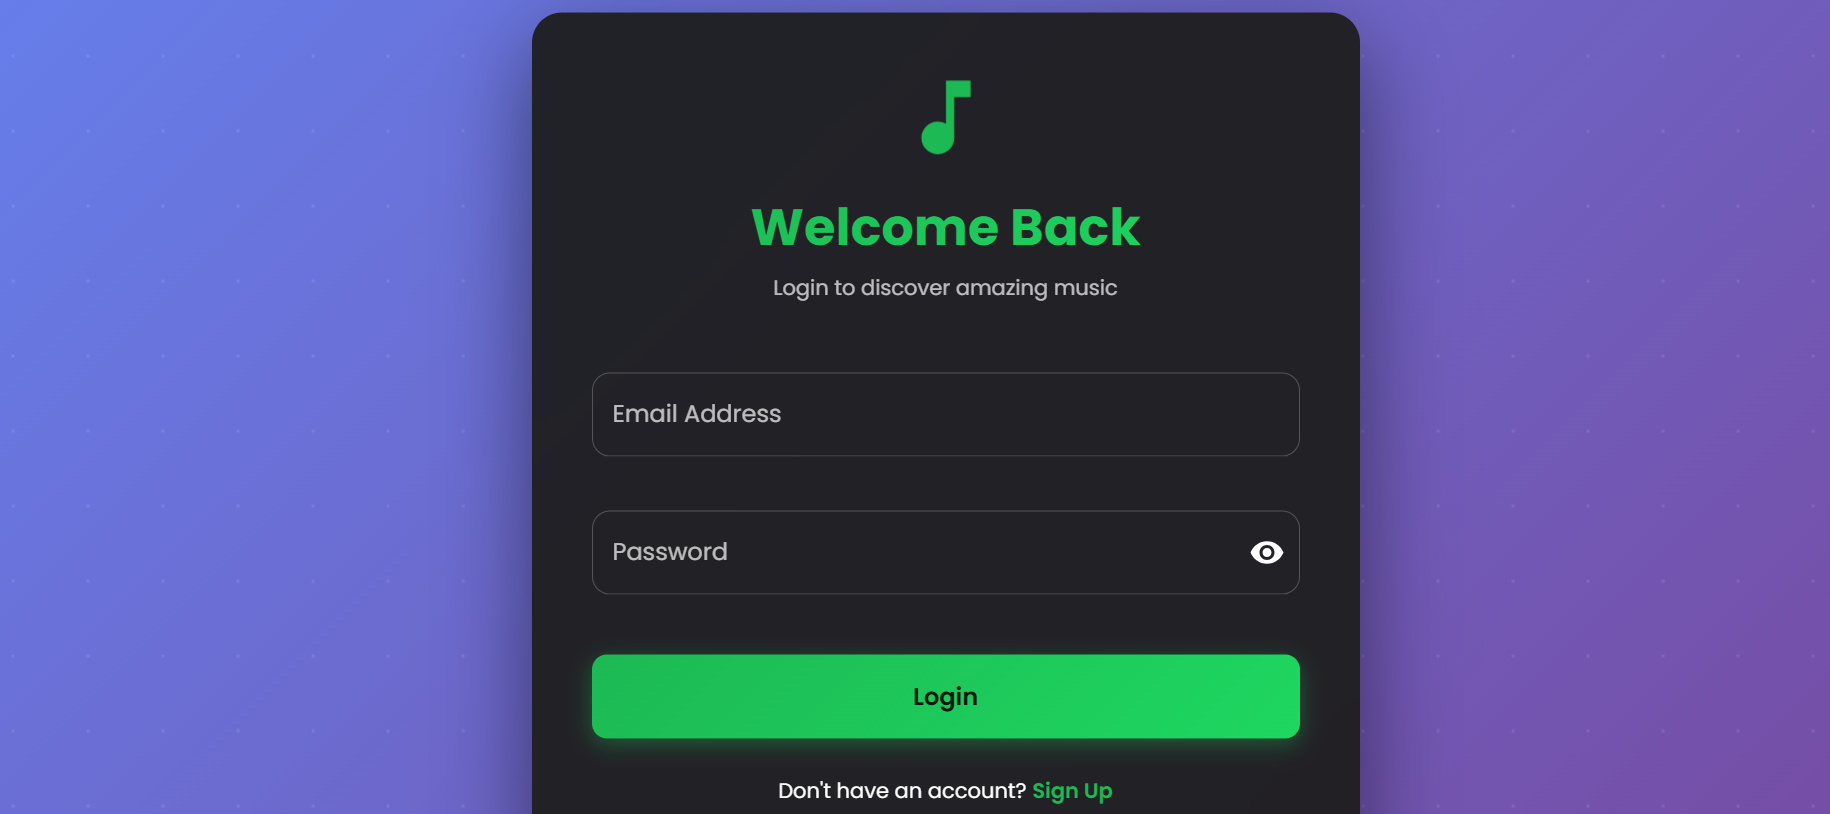 Welcome Back
Login to discover amazing music
Email Address
Password
Login
Don't have an account? Sign Up